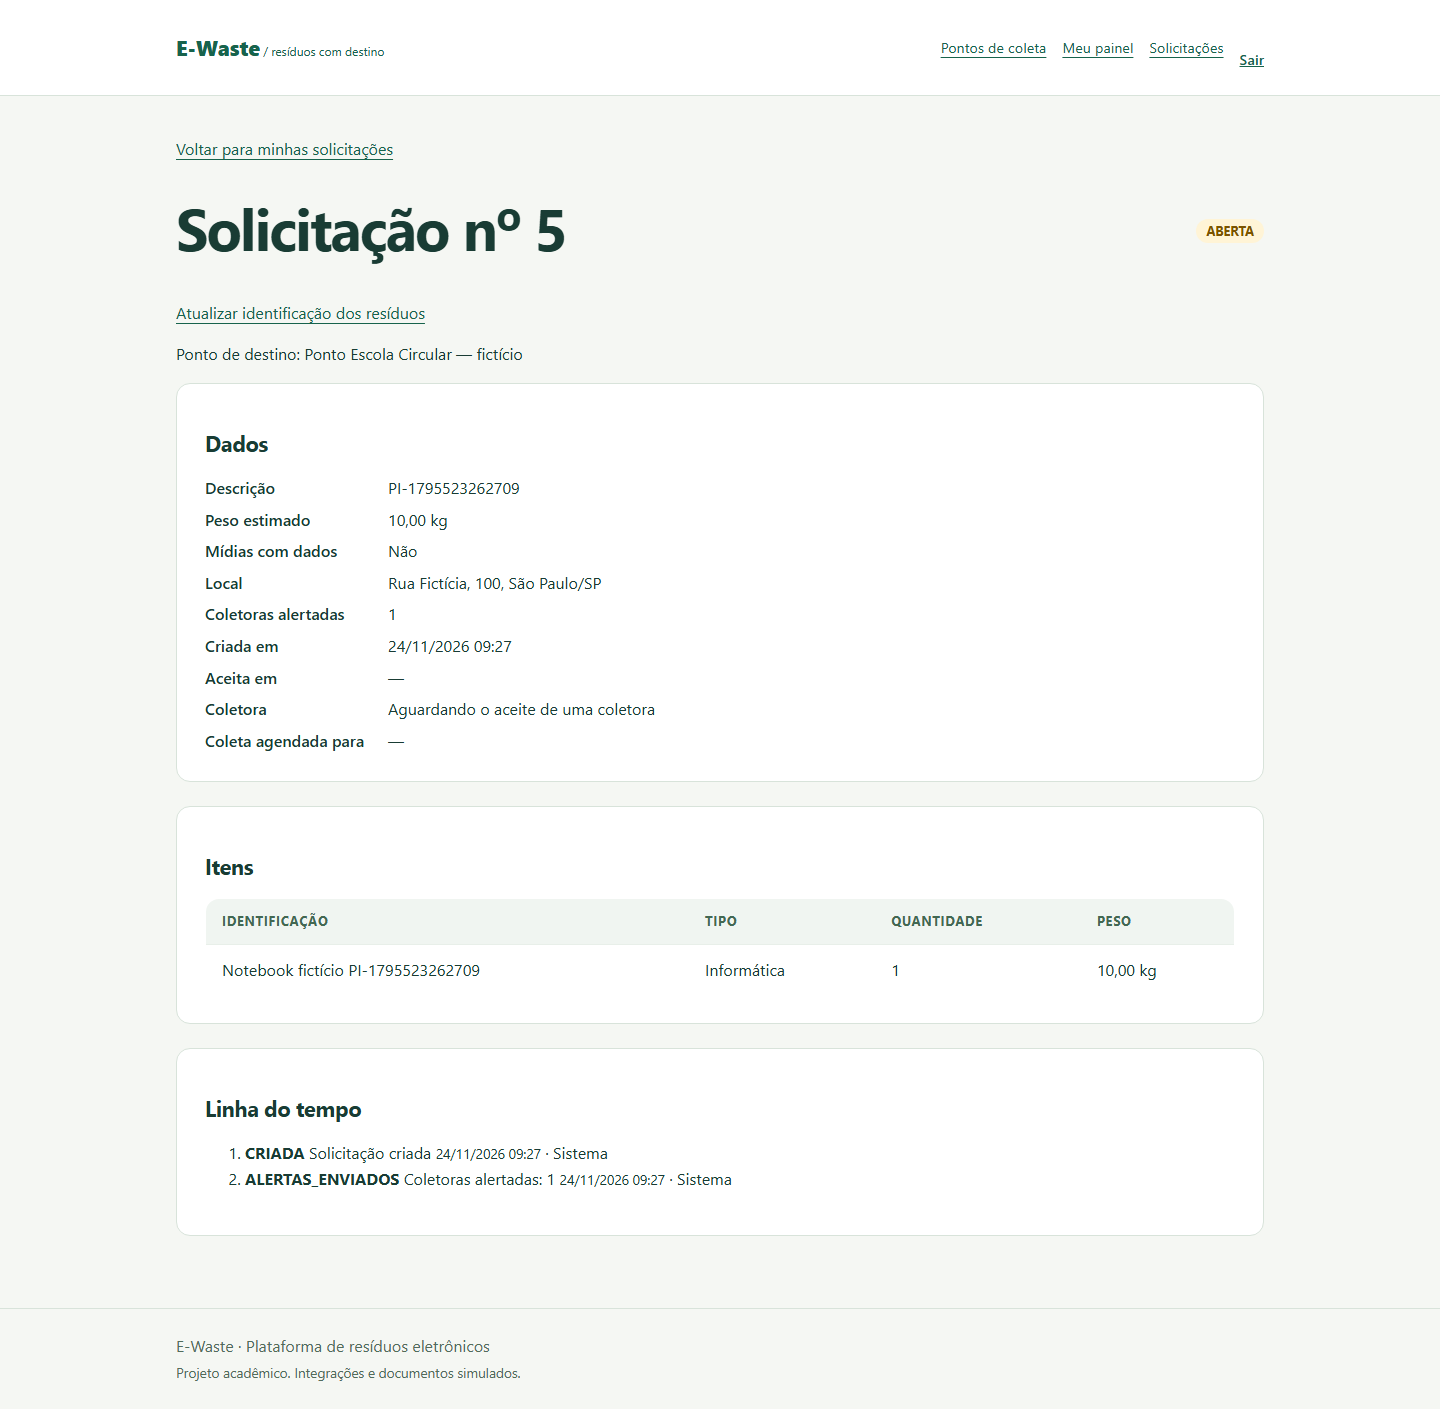 E-Waste / resíduos com destino
Pontos de coleta Meu painel Solicitações Sair
Voltar para minhas solicitações
Solicitação nº 5
ABERTA
Atualizar identificação dos resíduos
Ponto de destino: Ponto Escola Circular — fictício
Dados
Descrição PI-1795523262709
Peso estimado 10,00 kg
Mídias com dados Não
Local Rua Fictícia, 100, São Paulo/SP
Coletoras alertadas 1
Criada em 24/11/2026 09:27
Aceita em —
Coletora Aguardando o aceite de uma coletora
Coleta agendada para —
Itens
IDENTIFICAÇÃO TIPO QUANTIDADE PESO
Notebook fictício PI-1795523262709 Informática 1 10,00 kg
Linha do tempo
1. CRIADA Solicitação criada 24/11/2026 09:27 · Sistema
2. ALERTAS_ENVIADOS Coletoras alertadas: 1 24/11/2026 09:27 · Sistema
E-Waste · Plataforma de resíduos eletrônicos
Projeto acadêmico. Integrações e documentos simulados.